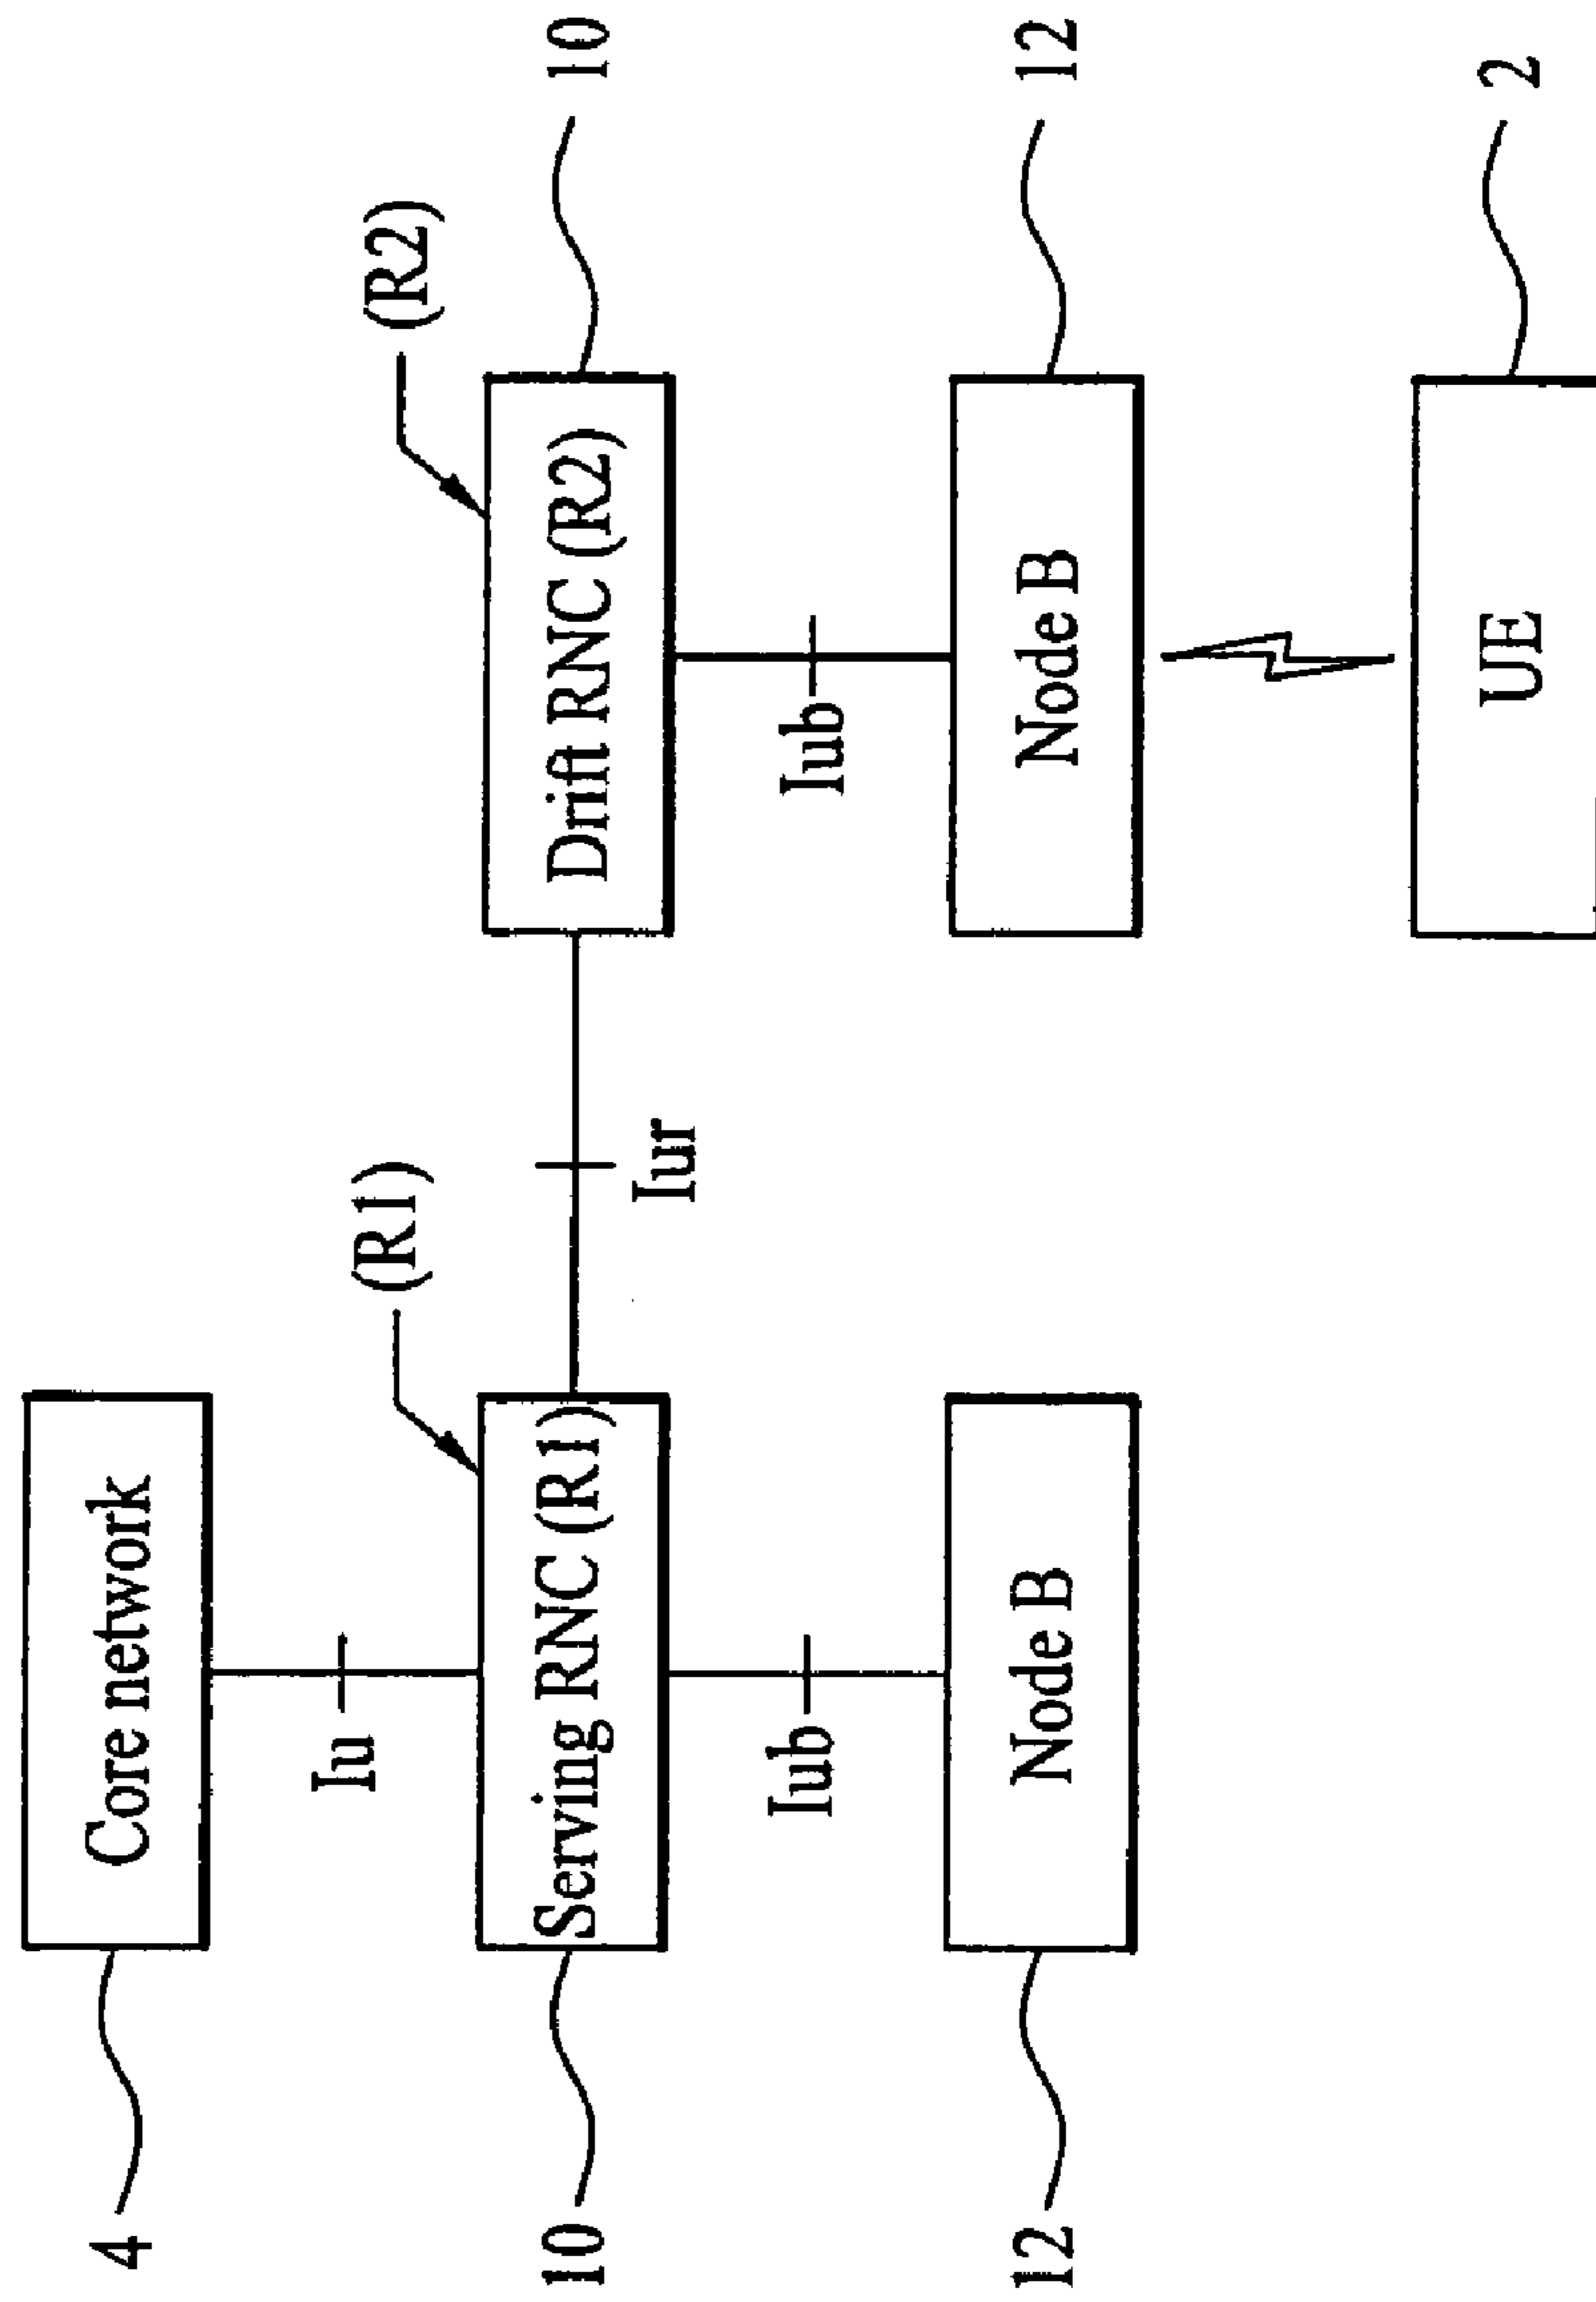 4
Core network
Iu
(R1)
(R2)
10
Serving RNC (R1)
Iur
Drift RNC (R2)
10
Iub
Iub
12
Node B
Node B
12
UE
2